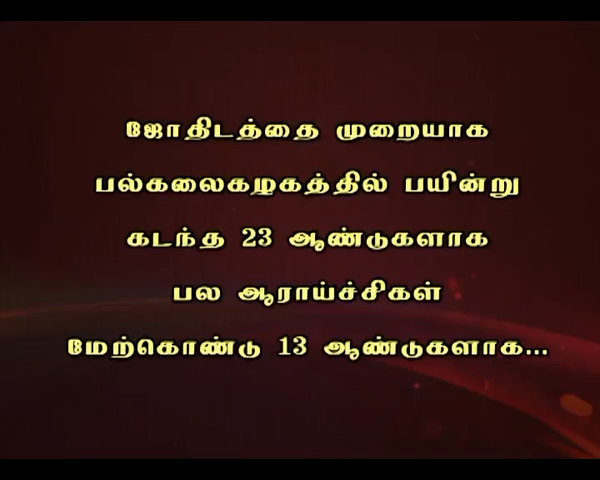 ஜோதிடத்தை முறையாக
பல்கலைகழகத்தில் பயின்று
கடந்த 23 ஆண்டுகளாக
பல ஆராய்ச்சிகள்
மேற்கொண்டு 13 ஆண்டுகளாக...